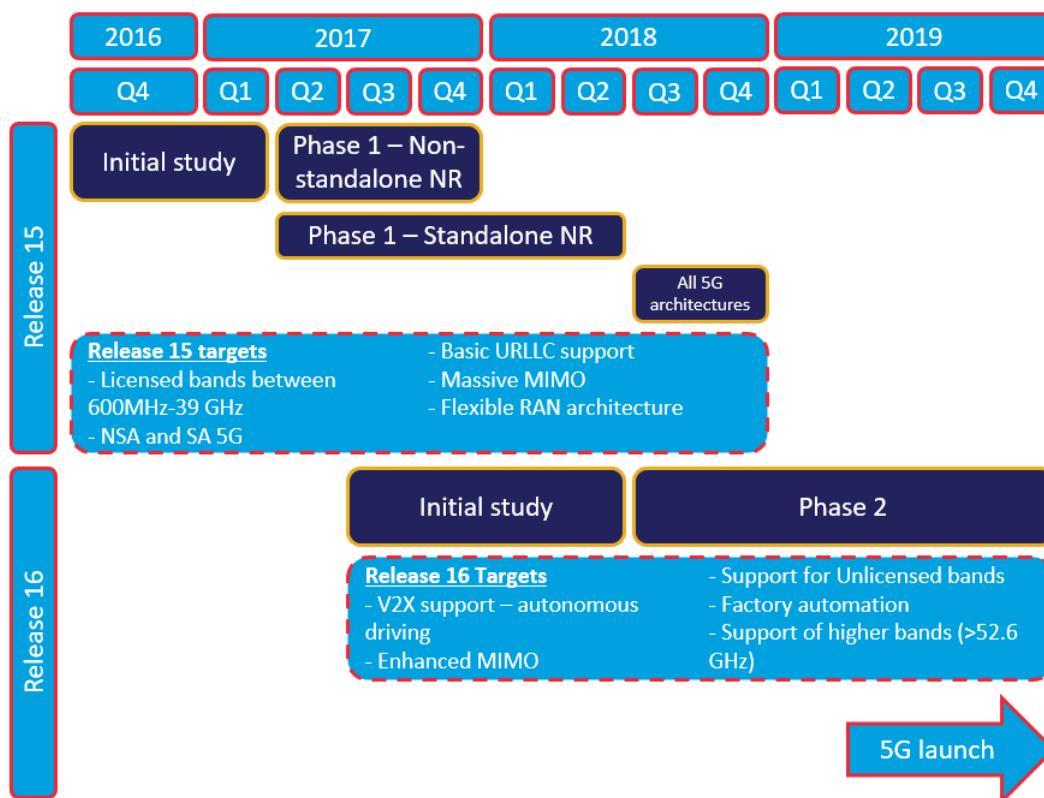 2016 2017 2018 2019
Q4 Q1 Q2 Q3 Q4 Q1 Q2 Q3 Q4 Q1 Q2 Q3 Q4
Release 15
Initial study
Phase 1 – Non-
standalone NR
Phase 1 – Standalone NR
All 5G
architectures
Release 15 targets
- Licensed bands between
600MHz-39 GHz
- NSA and SA 5G
- Basic URLLC support
- Massive MIMO
- Flexible RAN architecture
Release 16
Initial study
Phase 2
Release 16 Targets
- V2X support – autonomous
driving
- Enhanced MIMO
- Support for Unlicensed bands
- Factory automation
- Support of higher bands (>52.6
GHz)
5G launch